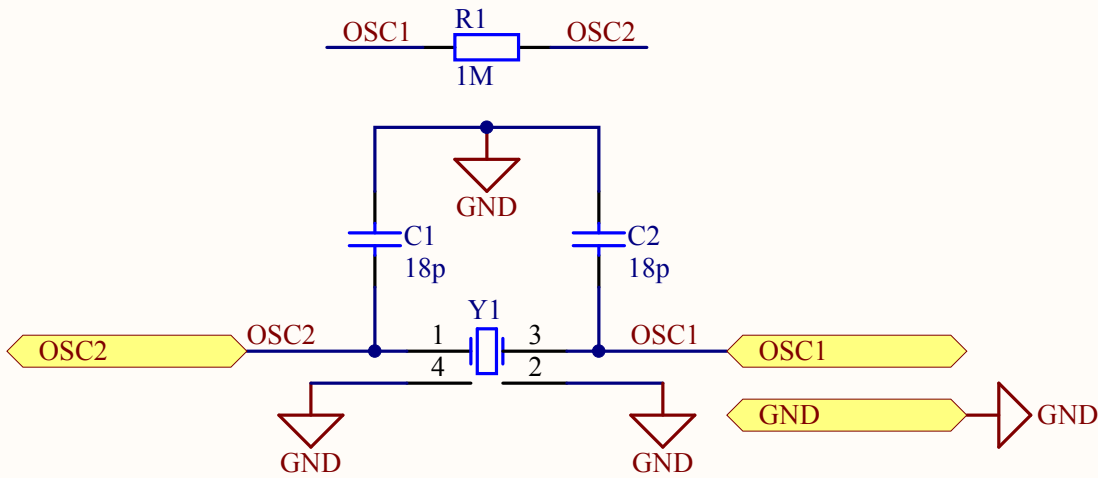 R1
OSC1 OSC2
1M
GND
C1 C2
18p 18p
Y1
OSC2 OSC2 1 3 OSC1 OSC1
4 2
GND GND
GND GND